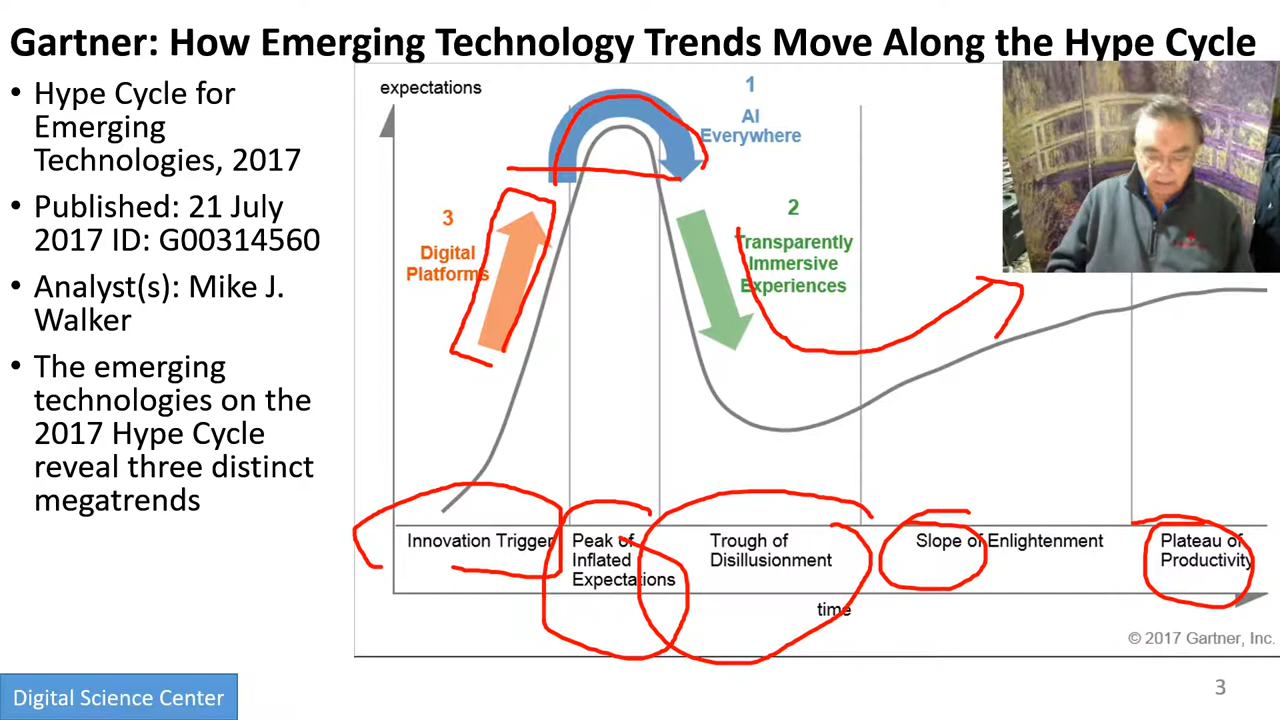 Gartner: How Emerging Technology Trends Move Along the Hype Cycle
• Hype Cycle for
Emerging
Technologies, 2017
• Published: 21 July
2017 ID: G00314560
• Analyst(s): Mike J.
Walker
• The emerging
technologies on the
2017 Hype Cycle
reveal three distinct
megatrends
expectations
1
AI
Everywhere
2
Transparently
Immersive
Experiences
3
Digital
Platforms
Innovation Trigger
Peak of
Inflated
Expectations
Trough of
Disillusionment
Slope of Enlightenment
Plateau of
Productivity
time
© 2017 Gartner, Inc.
Digital Science Center
3